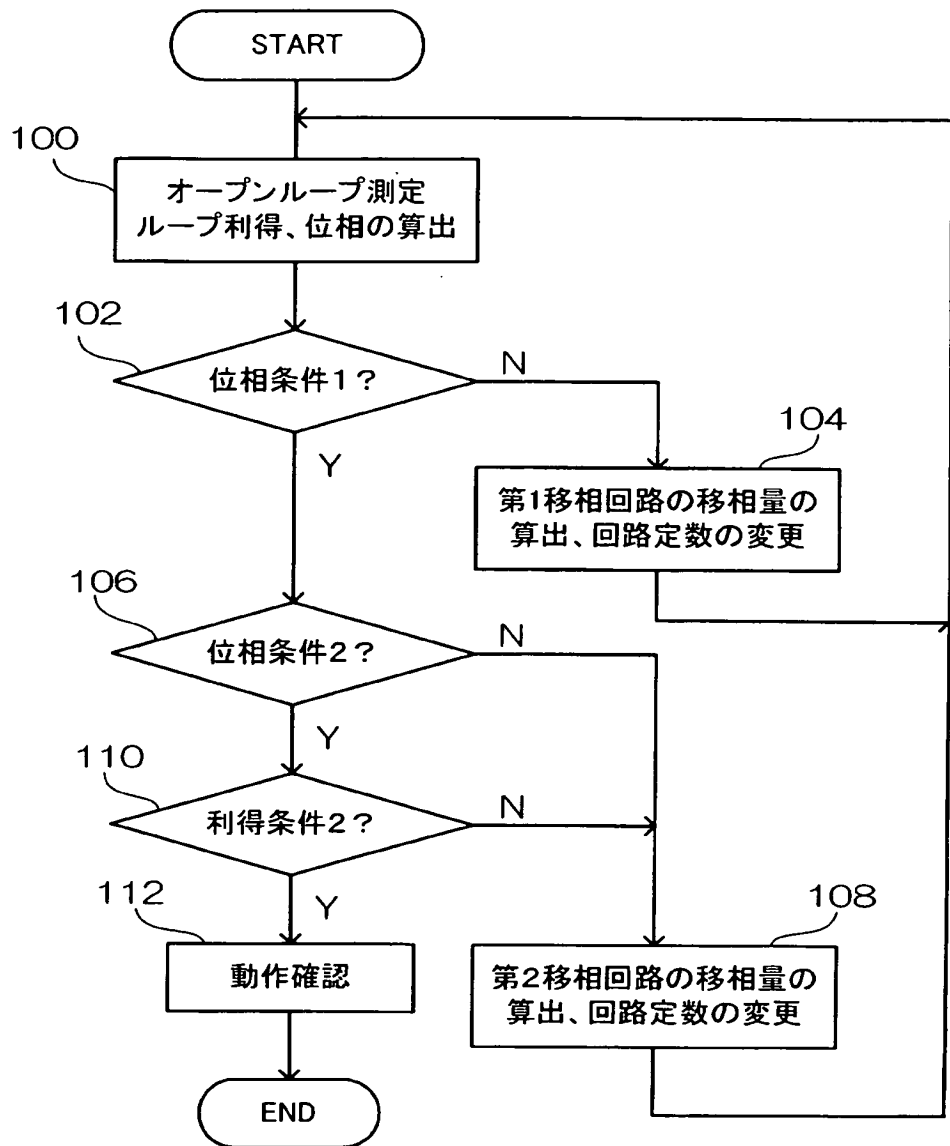 START
100
オープンループ測定
ループ利得、位相の算出
102
位相条件1?
N
Y
104
第1移相回路の移相量の
算出、回路定数の変更
106
位相条件2?
N
Y
110
利得条件2?
N
Y
112
動作確認
108
第2移相回路の移相量の
算出、回路定数の変更
END